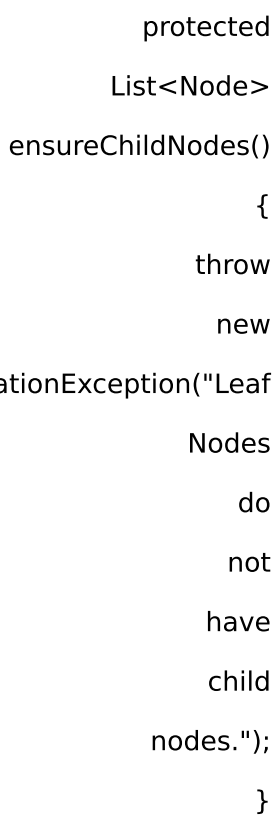 protected
List<Node>
ensureChildNodes()
{
throw
new
ationException("Leaf
Nodes
do
not
have
child
nodes.");
}